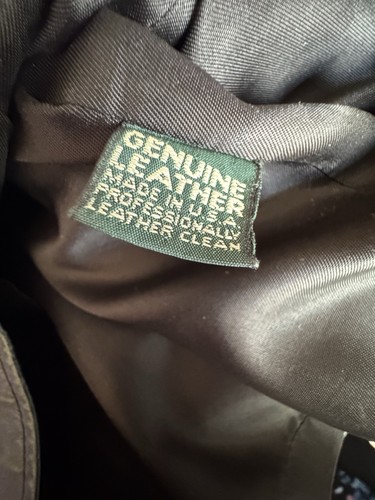 GENUINE
LEATHER
MADE IN U.S.A.
PROFESSIONALLY
LEATHER CLEAN